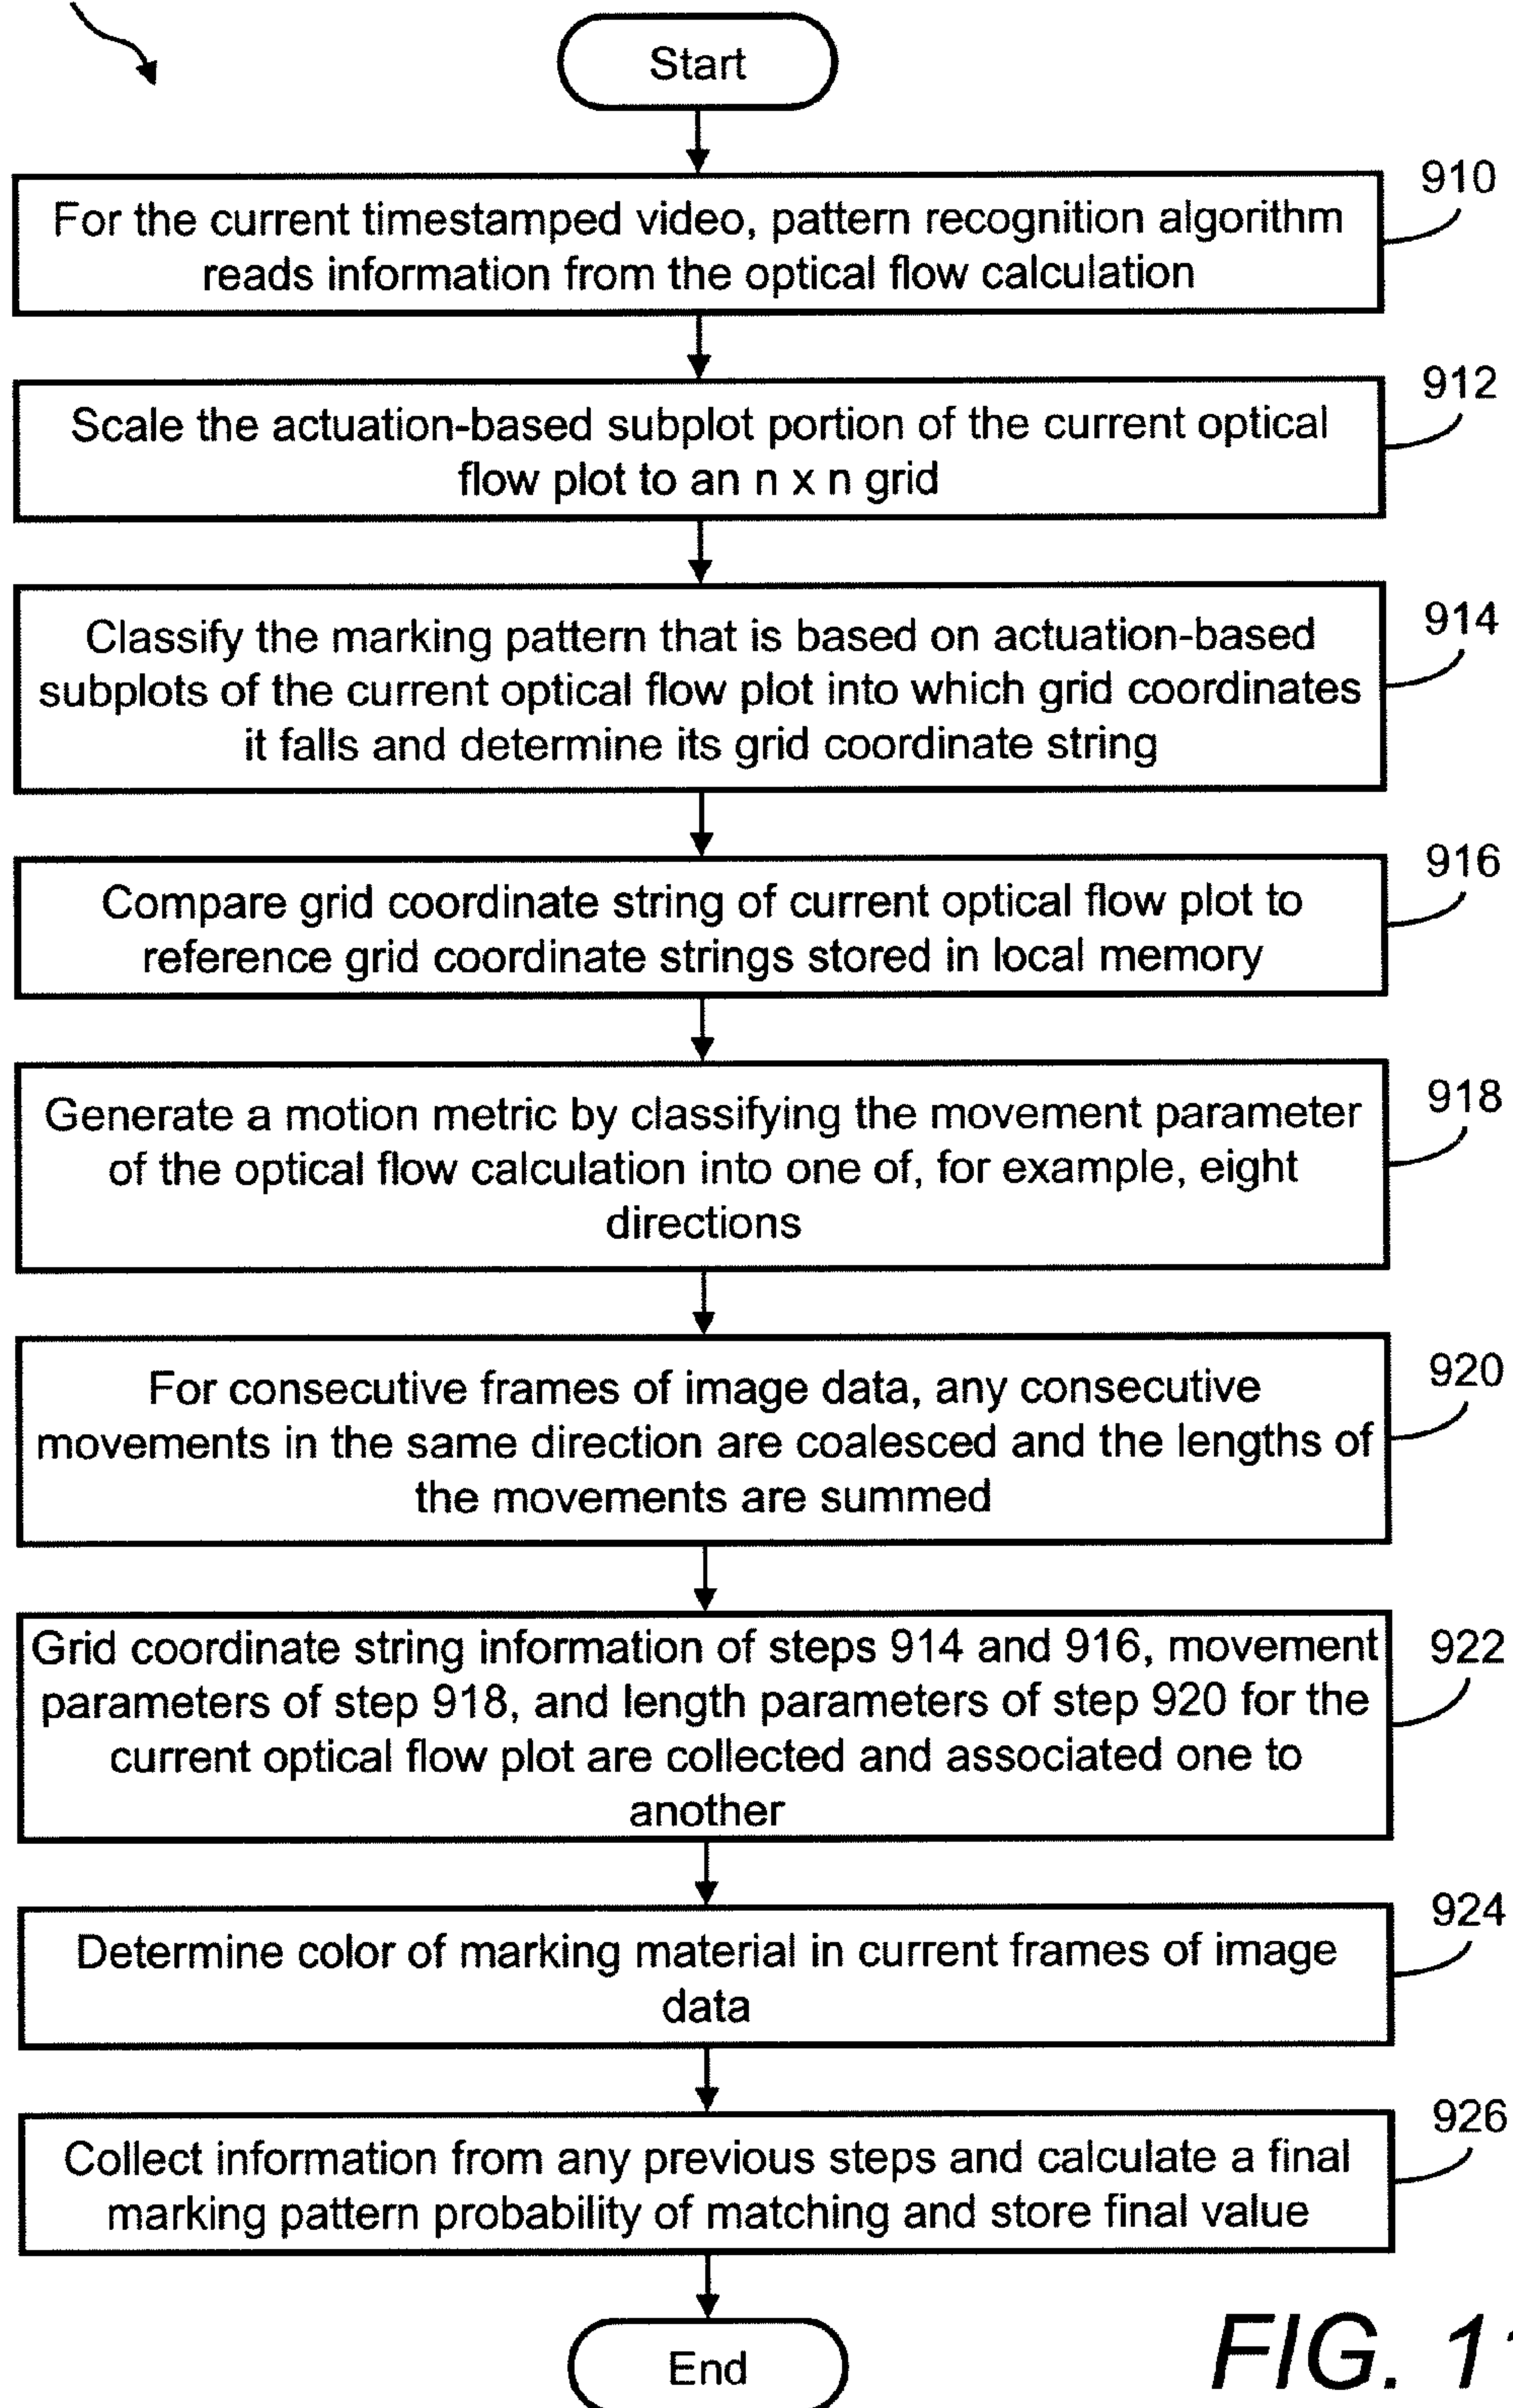 Start
910
For the current timestamped video, pattern recognition algorithm
reads information from the optical flow calculation
912
Scale the actuation-based subplot portion of the current optical
flow plot to an n x n grid
914
Classify the marking pattern that is based on actuation-based
subplots of the current optical flow plot into which grid coordinates
it falls and determine its grid coordinate string
916
Compare grid coordinate string of current optical flow plot to
reference grid coordinate strings stored in local memory
918
Generate a motion metric by classifying the movement parameter
of the optical flow calculation into one of, for example, eight
directions
920
For consecutive frames of image data, any consecutive
movements in the same direction are coalesced and the lengths of
the movements are summed
922
Grid coordinate string information of steps 914 and 916, movement
parameters of step 918, and length parameters of step 920 for the
current optical flow plot are collected and associated one to
another
924
Determine color of marking material in current frames of image
data
926
Collect information from any previous steps and calculate a final
marking pattern probability of matching and store final value
End
FIG. 11